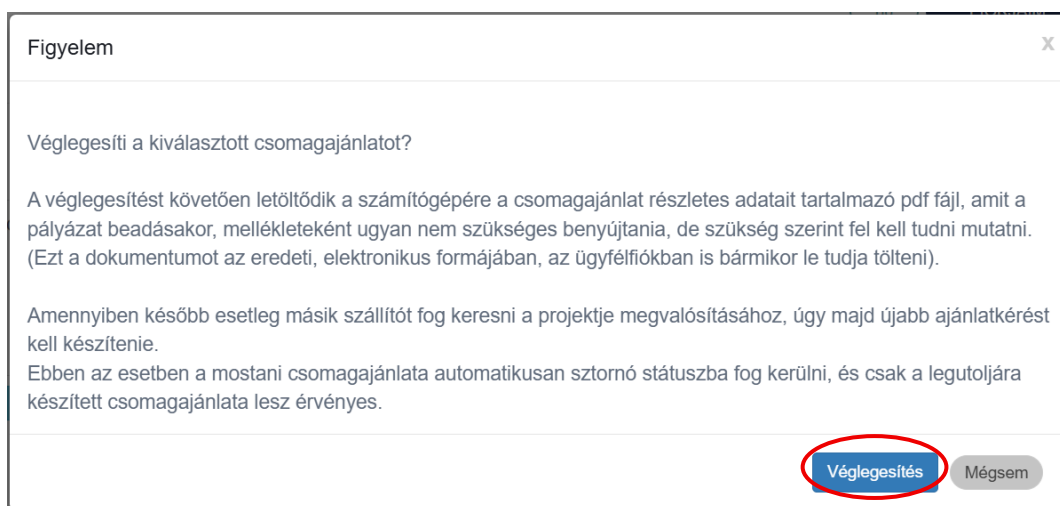 Figyelem
X
Véglegesíti a kiválasztott csomagajánlatot?
A véglegesítést követően letöltődik a számítógépére a csomagajánlat részletes adatait tartalmazó pdf fájl, amit a
pályázat beadásakor, mellékleteként ugyan nem szükséges benyújtania, de szükség szerint fel kell tudni mutatni.
(Ezt a dokumentumot az eredeti, elektronikus formájában, az ügyfélfiókban is bármikor le tudja tölteni).
Amennyiben később esetleg másik szállítót fog keresni a projektje megvalósításához, úgy majd újabb ajánlatkérést
kell készítenie.
Ebben az esetben a mostani csomagajánlata automatikusan sztornó státuszba fog kerülni, és csak a legutoljára
készített csomagajánlata lesz érvényes.
Véglegesítés
Mégsem